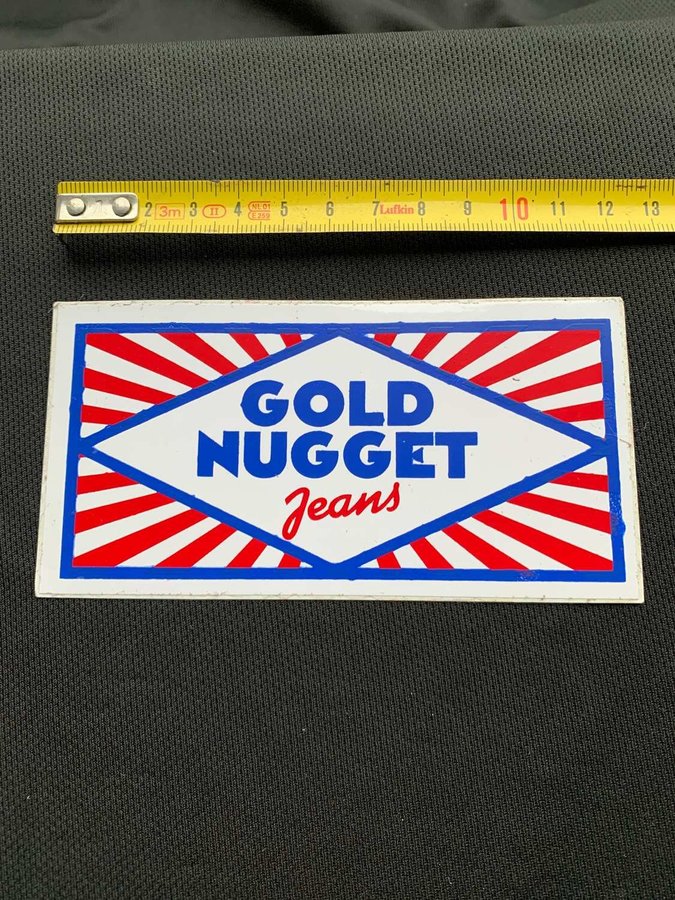 2 3m 3 II 4 NL 01 E 259 5 6 7 Lufkin 8 9 10 11 12 13
GOLD
NUGGET
Jeans